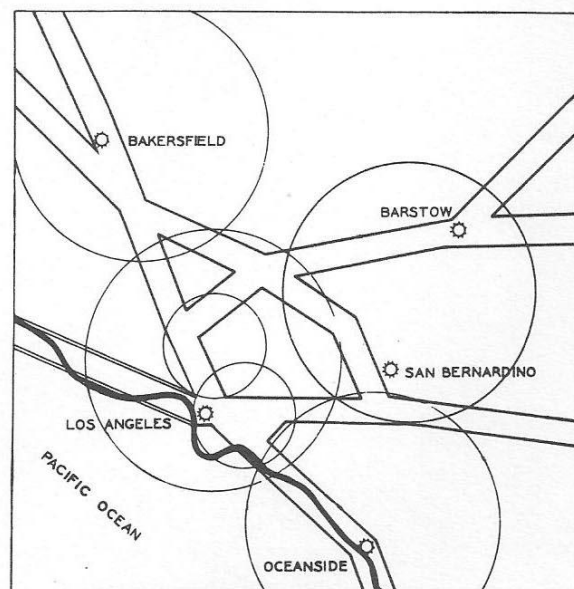 BAKERSFIELD
BARSTOW
SAN BERNARDINO
LOS ANGELES
PACIFIC OCEAN
OCEANSIDE